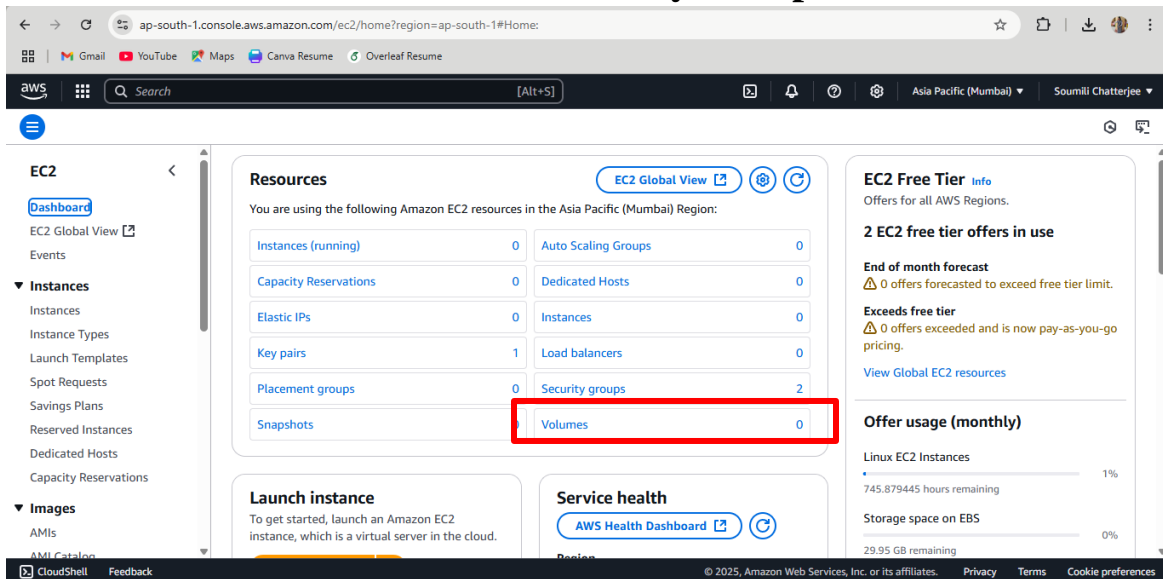 ap-south-1.console.aws.amazon.com/ec2/home?region=ap-south-1#Home:
Gmail YouTube Maps Canva Resume Overleaf Resume
aws Search [Alt+S] Asia Pacific (Mumbai) ▼ Soumili Chatterjee ▼
EC2
Dashboard
EC2 Global View
Events
▼ Instances
Instances
Instance Types
Launch Templates
Spot Requests
Savings Plans
Reserved Instances
Dedicated Hosts
Capacity Reservations
▼ Images
AMIs
AMI Catalog
Resources
EC2 Global View
You are using the following Amazon EC2 resources in the Asia Pacific (Mumbai) Region:
Instances (running) 0 Auto Scaling Groups 0
Capacity Reservations 0 Dedicated Hosts 0
Elastic IPs 0 Instances 0
Key pairs 1 Load balancers 0
Placement groups 0 Security groups 2
Snapshots Volumes 0
Launch instance
To get started, launch an Amazon EC2
instance, which is a virtual server in the cloud.
Service health
AWS Health Dashboard
Region
EC2 Free Tier Info
Offers for all AWS Regions.
2 EC2 free tier offers in use
End of month forecast
0 offers forecasted to exceed free tier limit.
Exceeds free tier
0 offers exceeded and is now pay-as-you-go
pricing.
View Global EC2 resources
Offer usage (monthly)
Linux EC2 Instances
1%
745.879445 hours remaining
Storage space on EBS
0%
29.95 GB remaining
CloudShell Feedback © 2025, Amazon Web Services, Inc. or its affiliates. Privacy Terms Cookie preferences